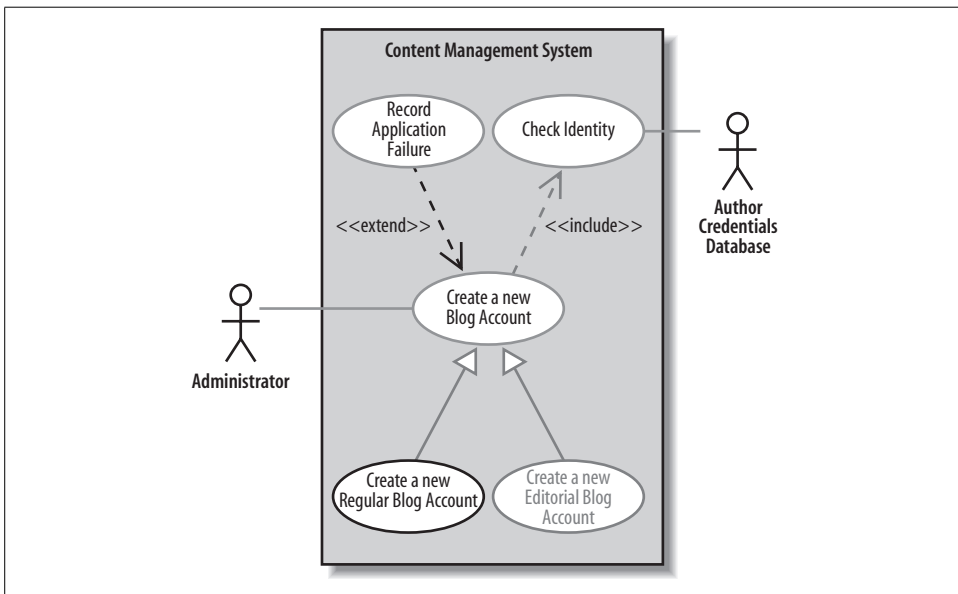 Content Management System
Record
Application
Failure
Check Identity
Author
Credentials
Database
<<extend>>
<<include>>
Create a new
Blog Account
Administrator
Create a new
Regular Blog Account
Create a new
Editorial Blog
Account